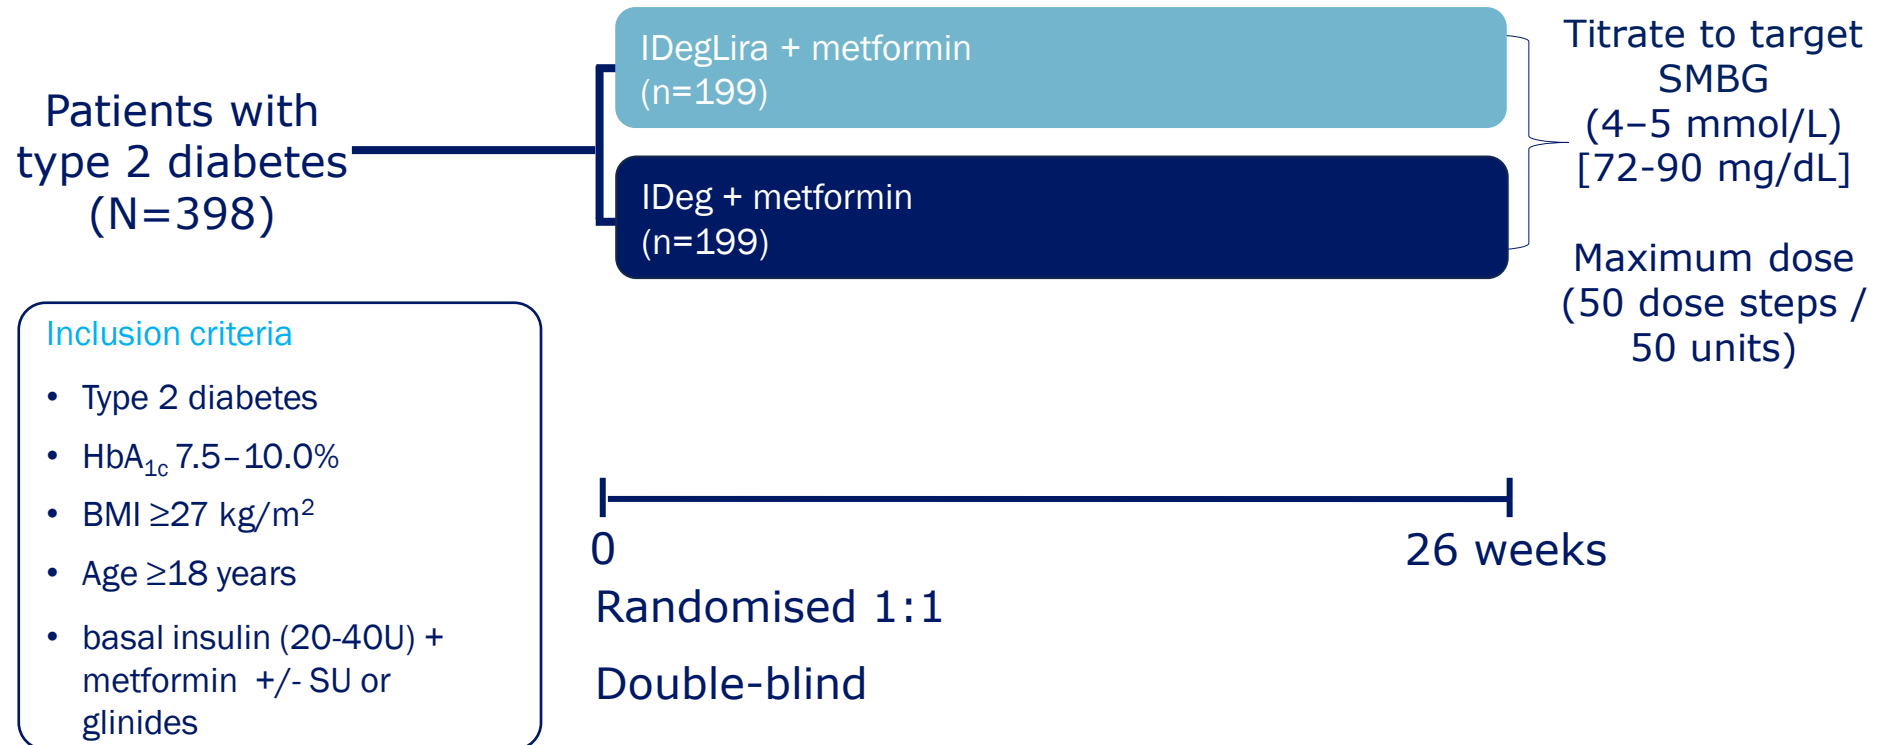 Patients with
type 2 diabetes
(N=398)
IDegLira + metformin
(n=199)
IDeg + metformin
(n=199)
Titrate to target
SMBG
(4–5 mmol/L)
[72-90 mg/dL]
Maximum dose
(50 dose steps /
50 units)
Inclusion criteria
• Type 2 diabetes
• HbA1c 7.5–10.0%
• BMI ≥27 kg/m2
• Age ≥18 years
• basal insulin (20-40U) +
metformin +/- SU or
glinides
0
26 weeks
Randomised 1:1
Double-blind